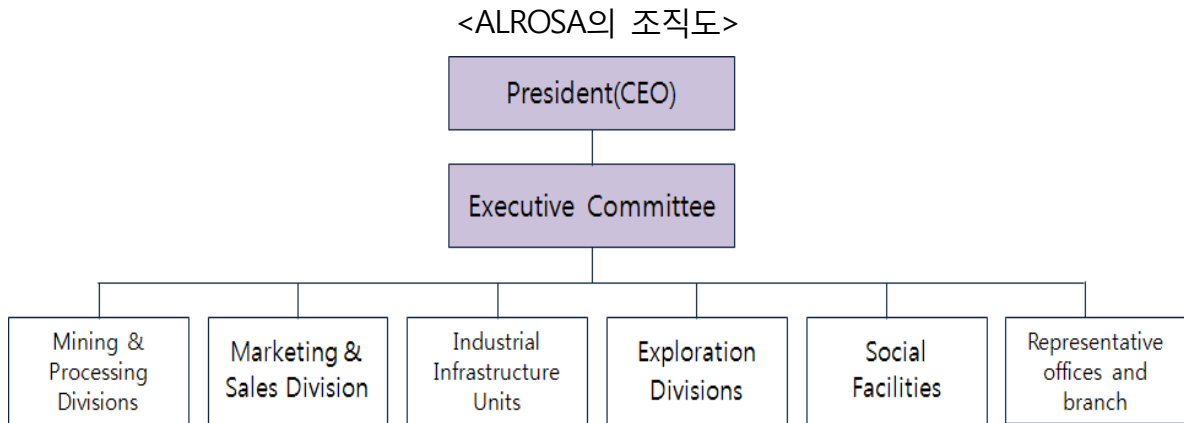 <ALROSA의 조직도>
President(CEO)
Executive Committee
Mining &
Processing
Divisions
Marketing &
Sales Division
Industrial
Infrastructure
Units
Exploration
Divisions
Social
Facilities
Representative
offices and
branch